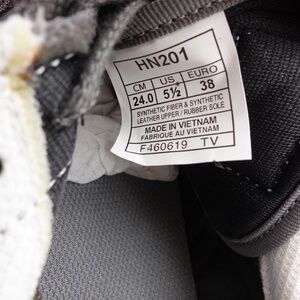 HN201
CM US EURO
24.0 5½ 38
SYNTHETIC FIBER & SYNTHETIC
LEATHER UPPER / RUBBER SOLE
MADE IN VIETNAM
FABRIQUE AU VIETNAM
F460619 TV